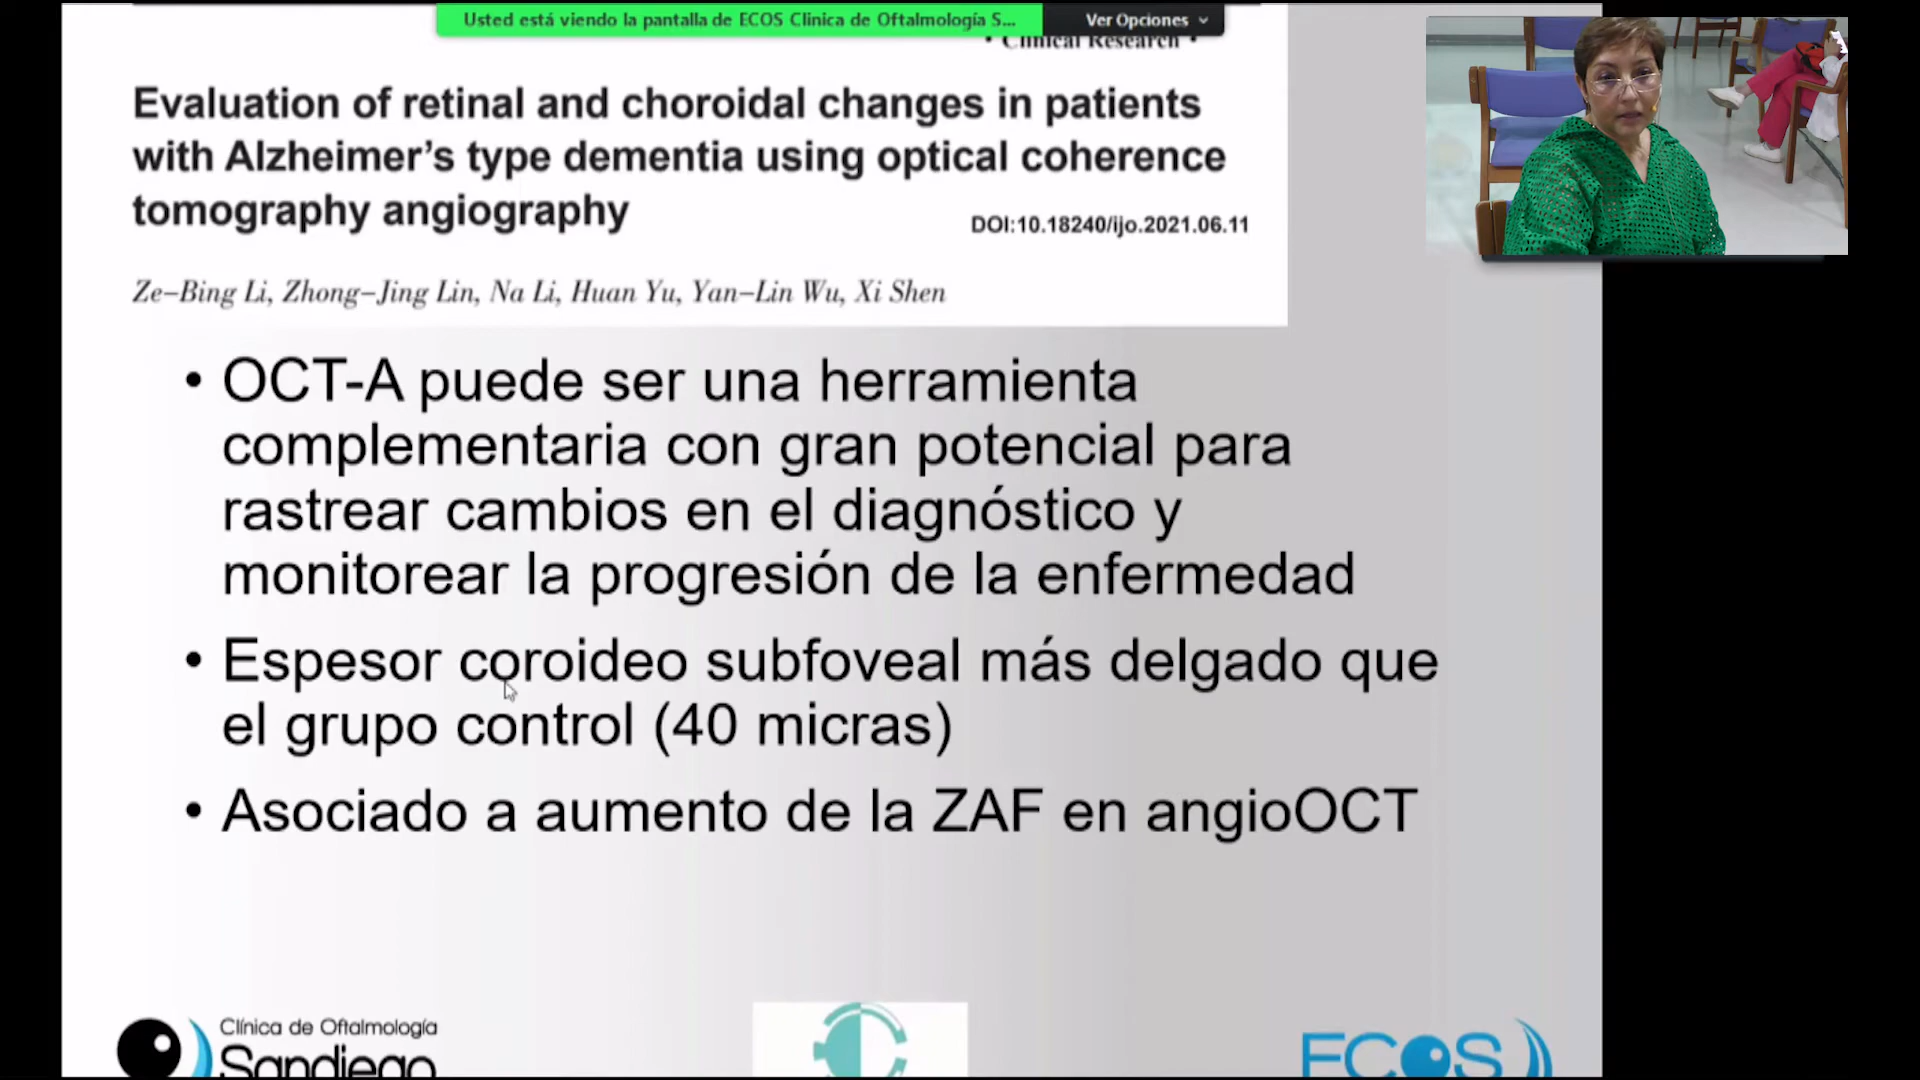 Usted está viendo la pantalla de ECOS Clinica de Oftalmología S...
Ver Opciones
• Clinical Research •
Evaluation of retinal and choroidal changes in patients
with Alzheimer’s type dementia using optical coherence
tomography angiography
DOI:10.18240/ijo.2021.06.11
Ze–Bing Li, Zhong–Jing Lin, Na Li, Huan Yu, Yan–Lin Wu, Xi Shen
• OCT-A puede ser una herramienta
complementaria con gran potencial para
rastrear cambios en el diagnóstico y
monitorear la progresión de la enfermedad
• Espesor coroideo subfoveal más delgado que
el grupo control (40 micras)
• Asociado a aumento de la ZAF en angioOCT
Clínica de Oftalmología
Sandiego
ECOS